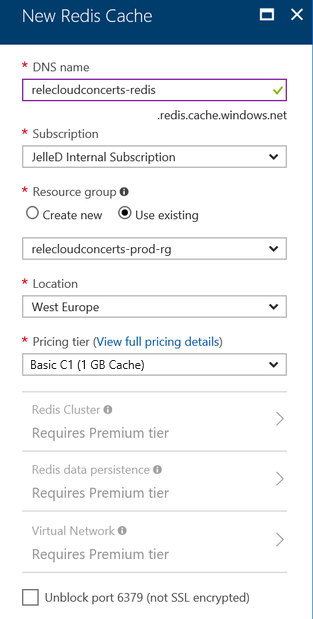 New Redis Cache
* DNS name
relecloudconcerts-redis
.redis.cache.windows.net
* Subscription
JelleD Internal Subscription
* Resource group
Create new Use existing
relecloudconcerts-prod-rg
* Location
West Europe
* Pricing tier (View full pricing details)
Basic C1 (1 GB Cache)
Redis Cluster
Requires Premium tier
Redis data persistence
Requires Premium tier
Virtual Network
Requires Premium tier
Unblock port 6379 (not SSL encrypted)